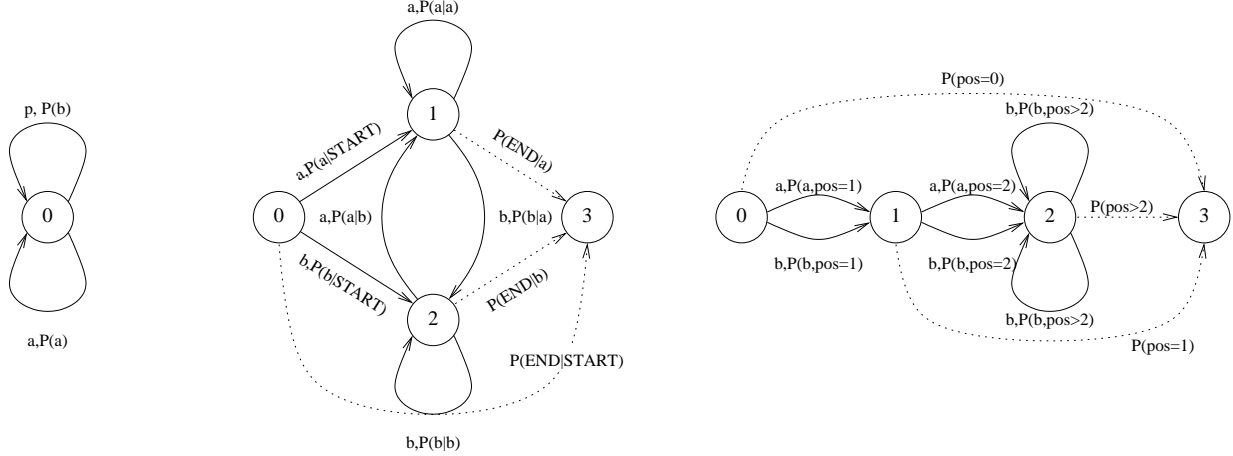 p, P(b)
0
a,P(a)
a,P(a|a)
1
a,P(a|START)
P(END|a)
0
a,P(a|b)
b,P(b|a)
3
b,P(b|START)
P(END|b)
2
P(END|START)
b,P(b|b)
P(pos=0)
b,P(b,pos>2)
a,P(a,pos=1)
a,P(a,pos=2)
0
1
2
P(pos>2)
3
b,P(b,pos=1)
b,P(b,pos=2)
b,P(b,pos>2)
P(pos=1)